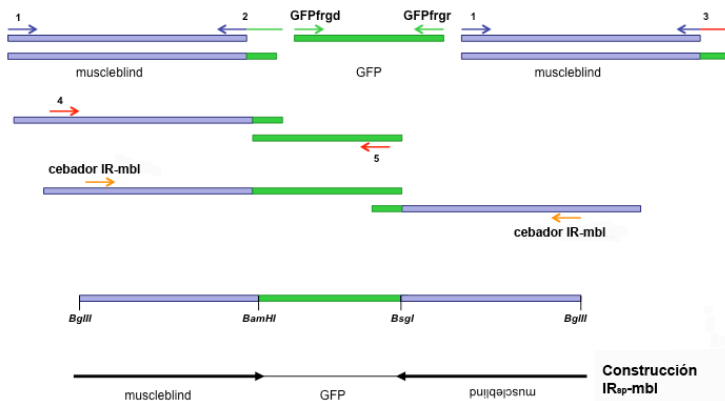 1 2 GFPfrgd GFPfrgr 1 3
muscleblind GFP muscleblind
4
5
cebador IR-mbl
cebador IR-mbl
BglII BamHI BsgI BglII
muscleblind GFP muscleblind
Construcción
IRsp-mbl